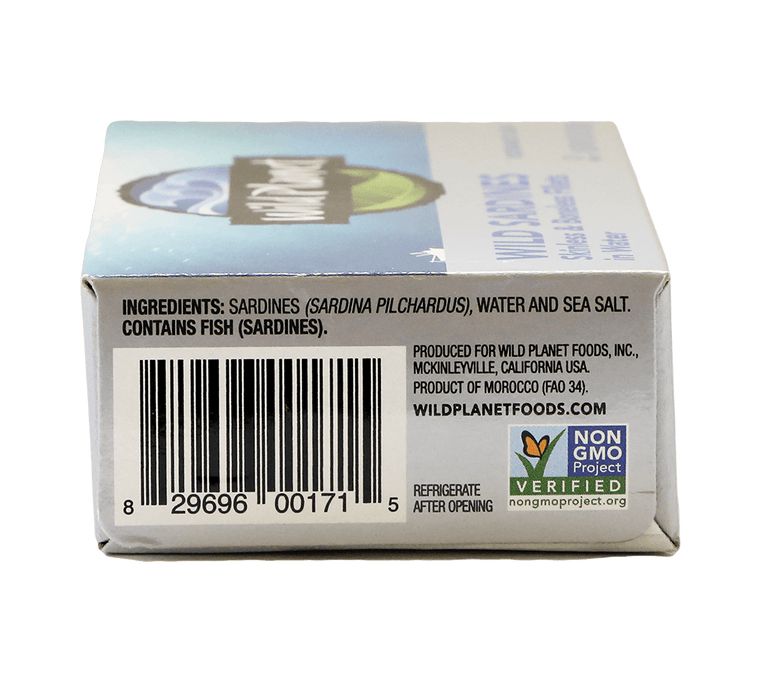 Wild Planet
WILD SARDINES
Skinless & Boneless Fillets
in Water
INGREDIENTS: SARDINES (SARDINA PILCHARDUS), WATER AND SEA SALT.
CONTAINS FISH (SARDINES).
PRODUCED FOR WILD PLANET FOODS, INC.,
MCKINLEYVILLE, CALIFORNIA USA.
PRODUCT OF MOROCCO (FAO 34).
WILDPLANETFOODS.COM
NON
GMO
Project
VERIFIED
nongmoproject.org
REFRIGERATE
AFTER OPENING
8 29696 00171 5